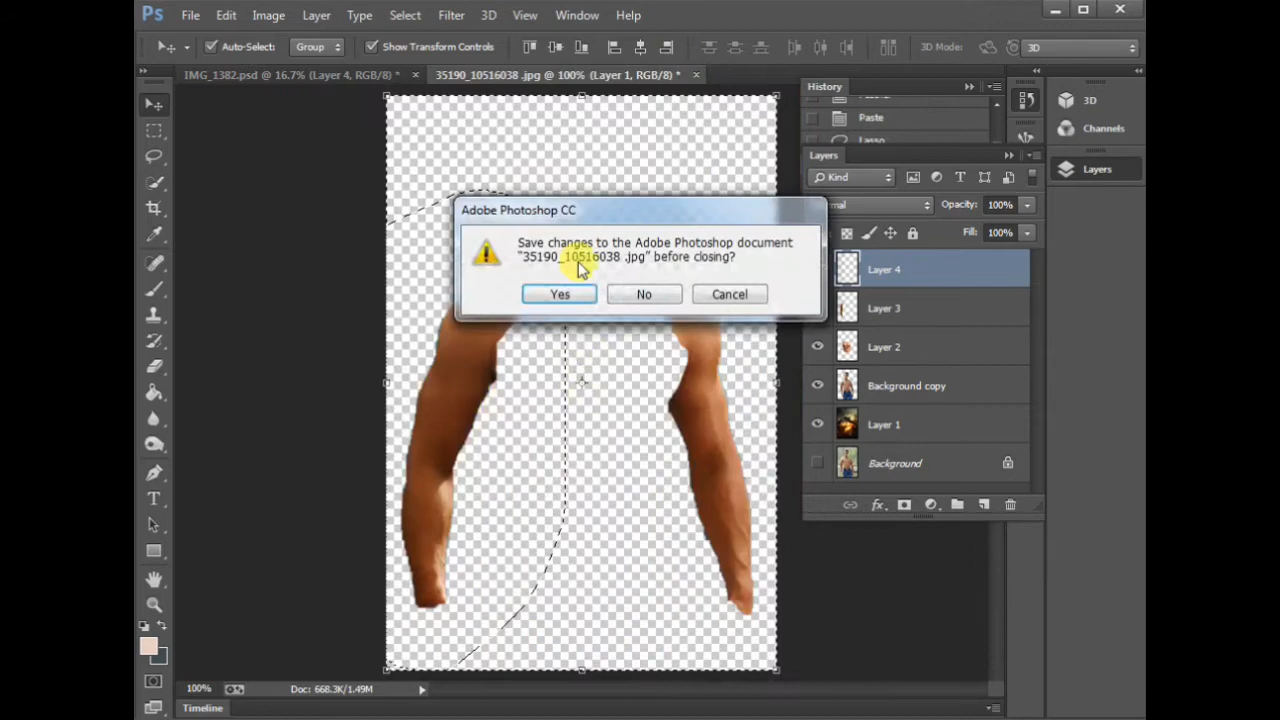 Ps File Edit Image Layer Type Select Filter 3D View Window Help
Auto-Select: Group Show Transform Controls 3D Mode: 3D
IMG_1382.psd @ 16.7% (Layer 4, RGB/8) * × 35190_10516038 .jpg @ 100% (Layer 1, RGB/8) * ×
History
Paste
Lasso
3D
Channels
Layers
Layers
Kind
Opacity: 100%
Fill: 100%
Layer 4
Layer 3
Layer 2
Background copy
Layer 1
Background
Adobe Photoshop CC
Save changes to the Adobe Photoshop document
"35190_10516038 .jpg" before closing?
Yes No Cancel
100% Doc: 668.3K/1.49M
Timeline